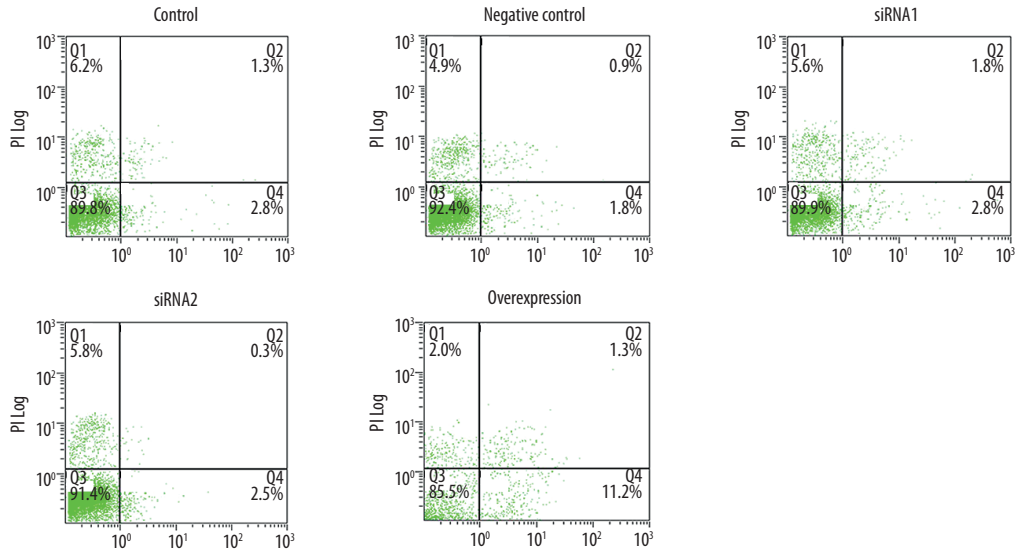 Control
10³
10²
10¹
10⁰
PI Log
Q1
6.2%
Q2
1.3%
Q3
89.8%
Q4
2.8%
10⁰ 10¹ 10² 10³
Negative control
10³
10²
10¹
10⁰
PI Log
Q1
4.9%
Q2
0.9%
Q3
92.4%
Q4
1.8%
10⁰ 10¹ 10² 10³
siRNA1
10³
10²
10¹
10⁰
PI Log
Q1
5.6%
Q2
1.8%
Q3
89.9%
Q4
2.8%
10⁰ 10¹ 10² 10³
siRNA2
10³
10²
10¹
10⁰
PI Log
Q1
5.8%
Q2
0.3%
Q3
91.4%
Q4
2.5%
10⁰ 10¹ 10² 10³
Overexpression
10³
10²
10¹
10⁰
PI Log
Q1
2.0%
Q2
1.3%
Q3
85.5%
Q4
11.2%
10⁰ 10¹ 10² 10³